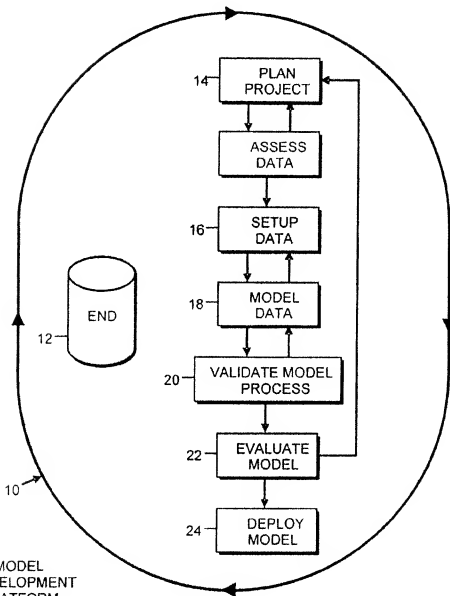 14
PLAN
PROJECT
ASSESS
DATA
16
SETUP
DATA
END
12
18
MODEL
DATA
20
VALIDATE MODEL
PROCESS
22
EVALUATE
MODEL
10
24
DEPLOY
MODEL
MODEL